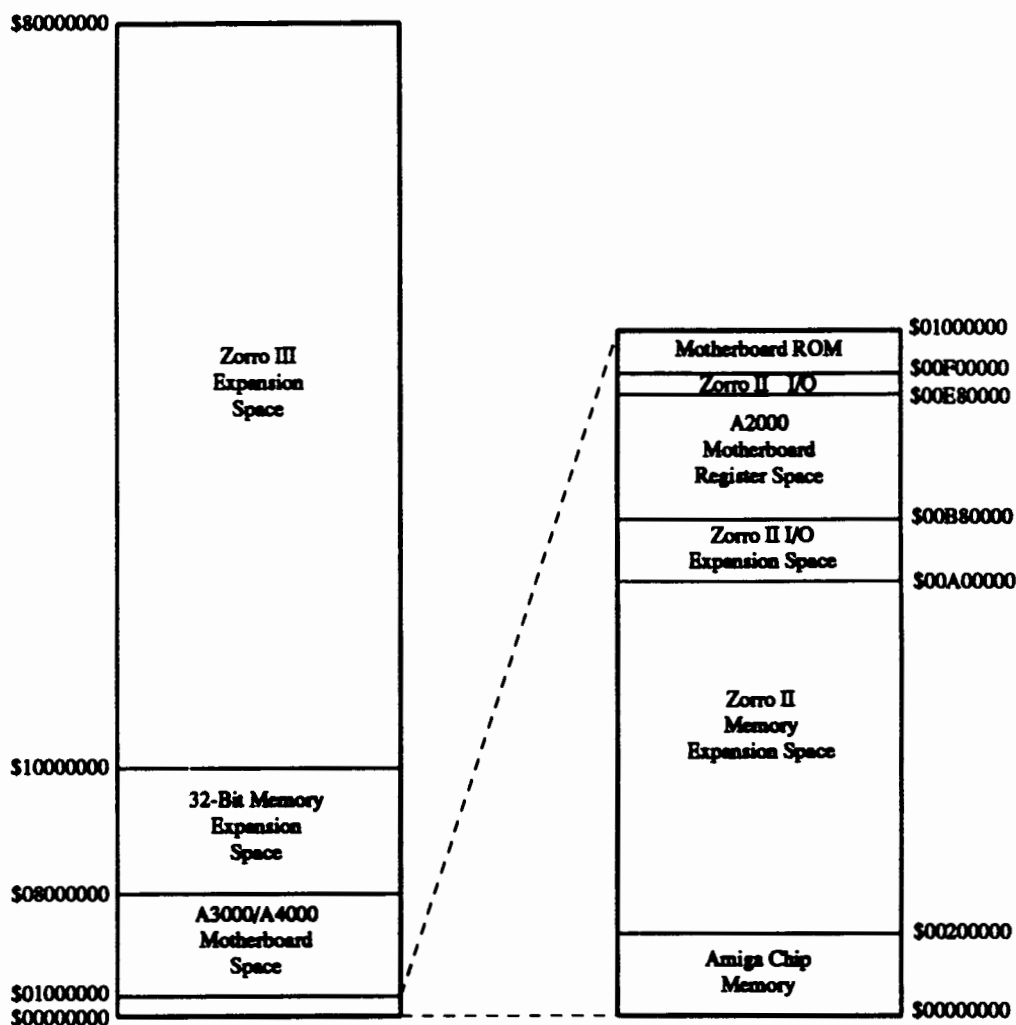 $80000000
Zorro III
Expansion
Space
$10000000
32-Bit Memory
Expansion
Space
$08000000
A3000/A4000
Motherboard
Space
$01000000
$00000000
$01000000
Motherboard ROM
$00F00000
Zorro II I/O
$00E80000
A2000
Motherboard
Register Space
$00B80000
Zorro II I/O
Expansion Space
$00A00000
Zorro II
Memory
Expansion Space
$00200000
Amiga Chip
Memory
$00000000